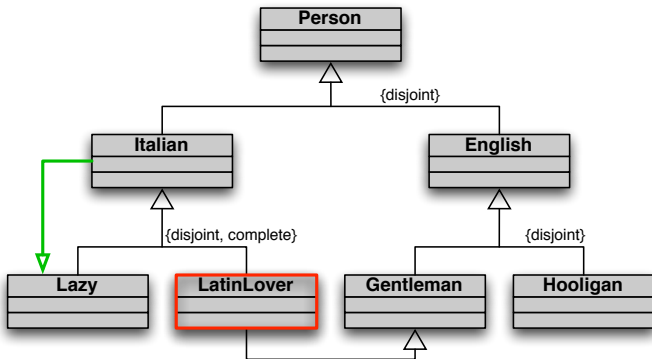 Person
{disjoint}
Italian
English
{disjoint, complete}
{disjoint}
Lazy
LatinLover
Gentleman
Hooligan